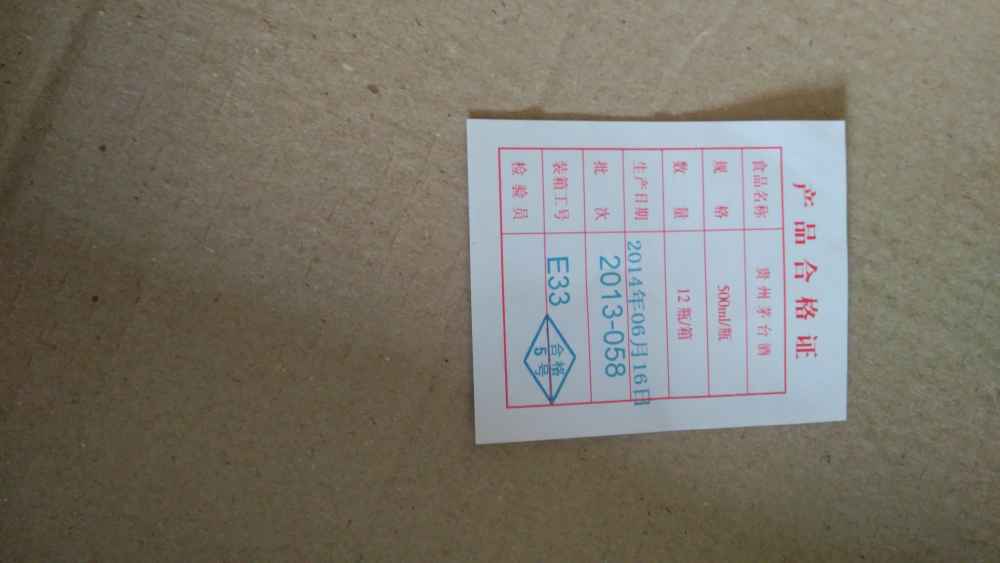 产品合格证
食品名称 贵州茅台酒
规格 500ml/瓶
数量 12瓶/箱
生产日期 2014年06月16日
批次 2013-058
装箱工号 E33
检验员 合格
5号